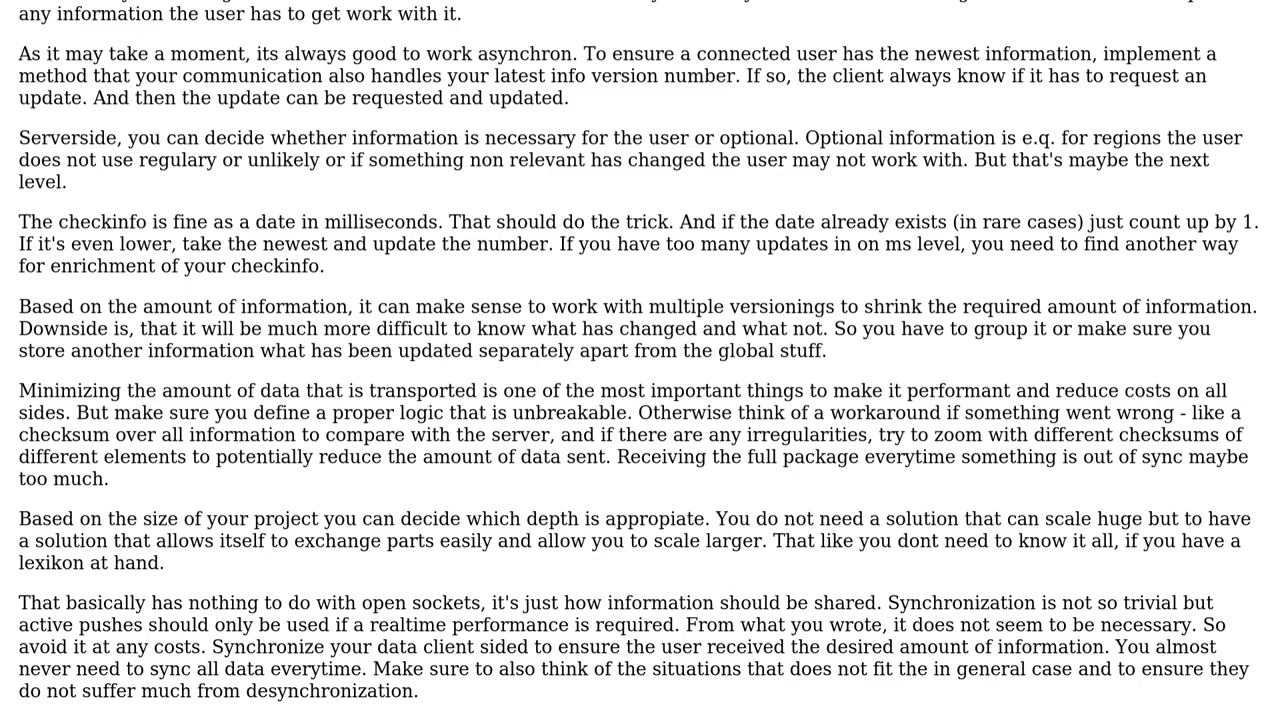 any information the user has to get work with it.
As it may take a moment, its always good to work asynchron. To ensure a connected user has the newest information, implement a
method that your communication also handles your latest info version number. If so, the client always know if it has to request an
update. And then the update can be requested and updated.
Serverside, you can decide whether information is necessary for the user or optional. Optional information is e.q. for regions the user
does not use regulary or unlikely or if something non relevant has changed the user may not work with. But that's maybe the next
level.
The checkinfo is fine as a date in milliseconds. That should do the trick. And if the date already exists (in rare cases) just count up by 1.
If it's even lower, take the newest and update the number. If you have too many updates in on ms level, you need to find another way
for enrichment of your checkinfo.
Based on the amount of information, it can make sense to work with multiple versionings to shrink the required amount of information.
Downside is, that it will be much more difficult to know what has changed and what not. So you have to group it or make sure you
store another information what has been updated separately apart from the global stuff.
Minimizing the amount of data that is transported is one of the most important things to make it performant and reduce costs on all
sides. But make sure you define a proper logic that is unbreakable. Otherwise think of a workaround if something went wrong - like a
checksum over all information to compare with the server, and if there are any irregularities, try to zoom with different checksums of
different elements to potentially reduce the amount of data sent. Receiving the full package everytime something is out of sync maybe
too much.
Based on the size of your project you can decide which depth is appropiate. You do not need a solution that can scale huge but to have
a solution that allows itself to exchange parts easily and allow you to scale larger. That like you dont need to know it all, if you have a
lexikon at hand.
That basically has nothing to do with open sockets, it's just how information should be shared. Synchronization is not so trivial but
active pushes should only be used if a realtime performance is required. From what you wrote, it does not seem to be necessary. So
avoid it at any costs. Synchronize your data client sided to ensure the user received the desired amount of information. You almost
never need to sync all data everytime. Make sure to also think of the situations that does not fit the in general case and to ensure they
do not suffer much from desynchronization.